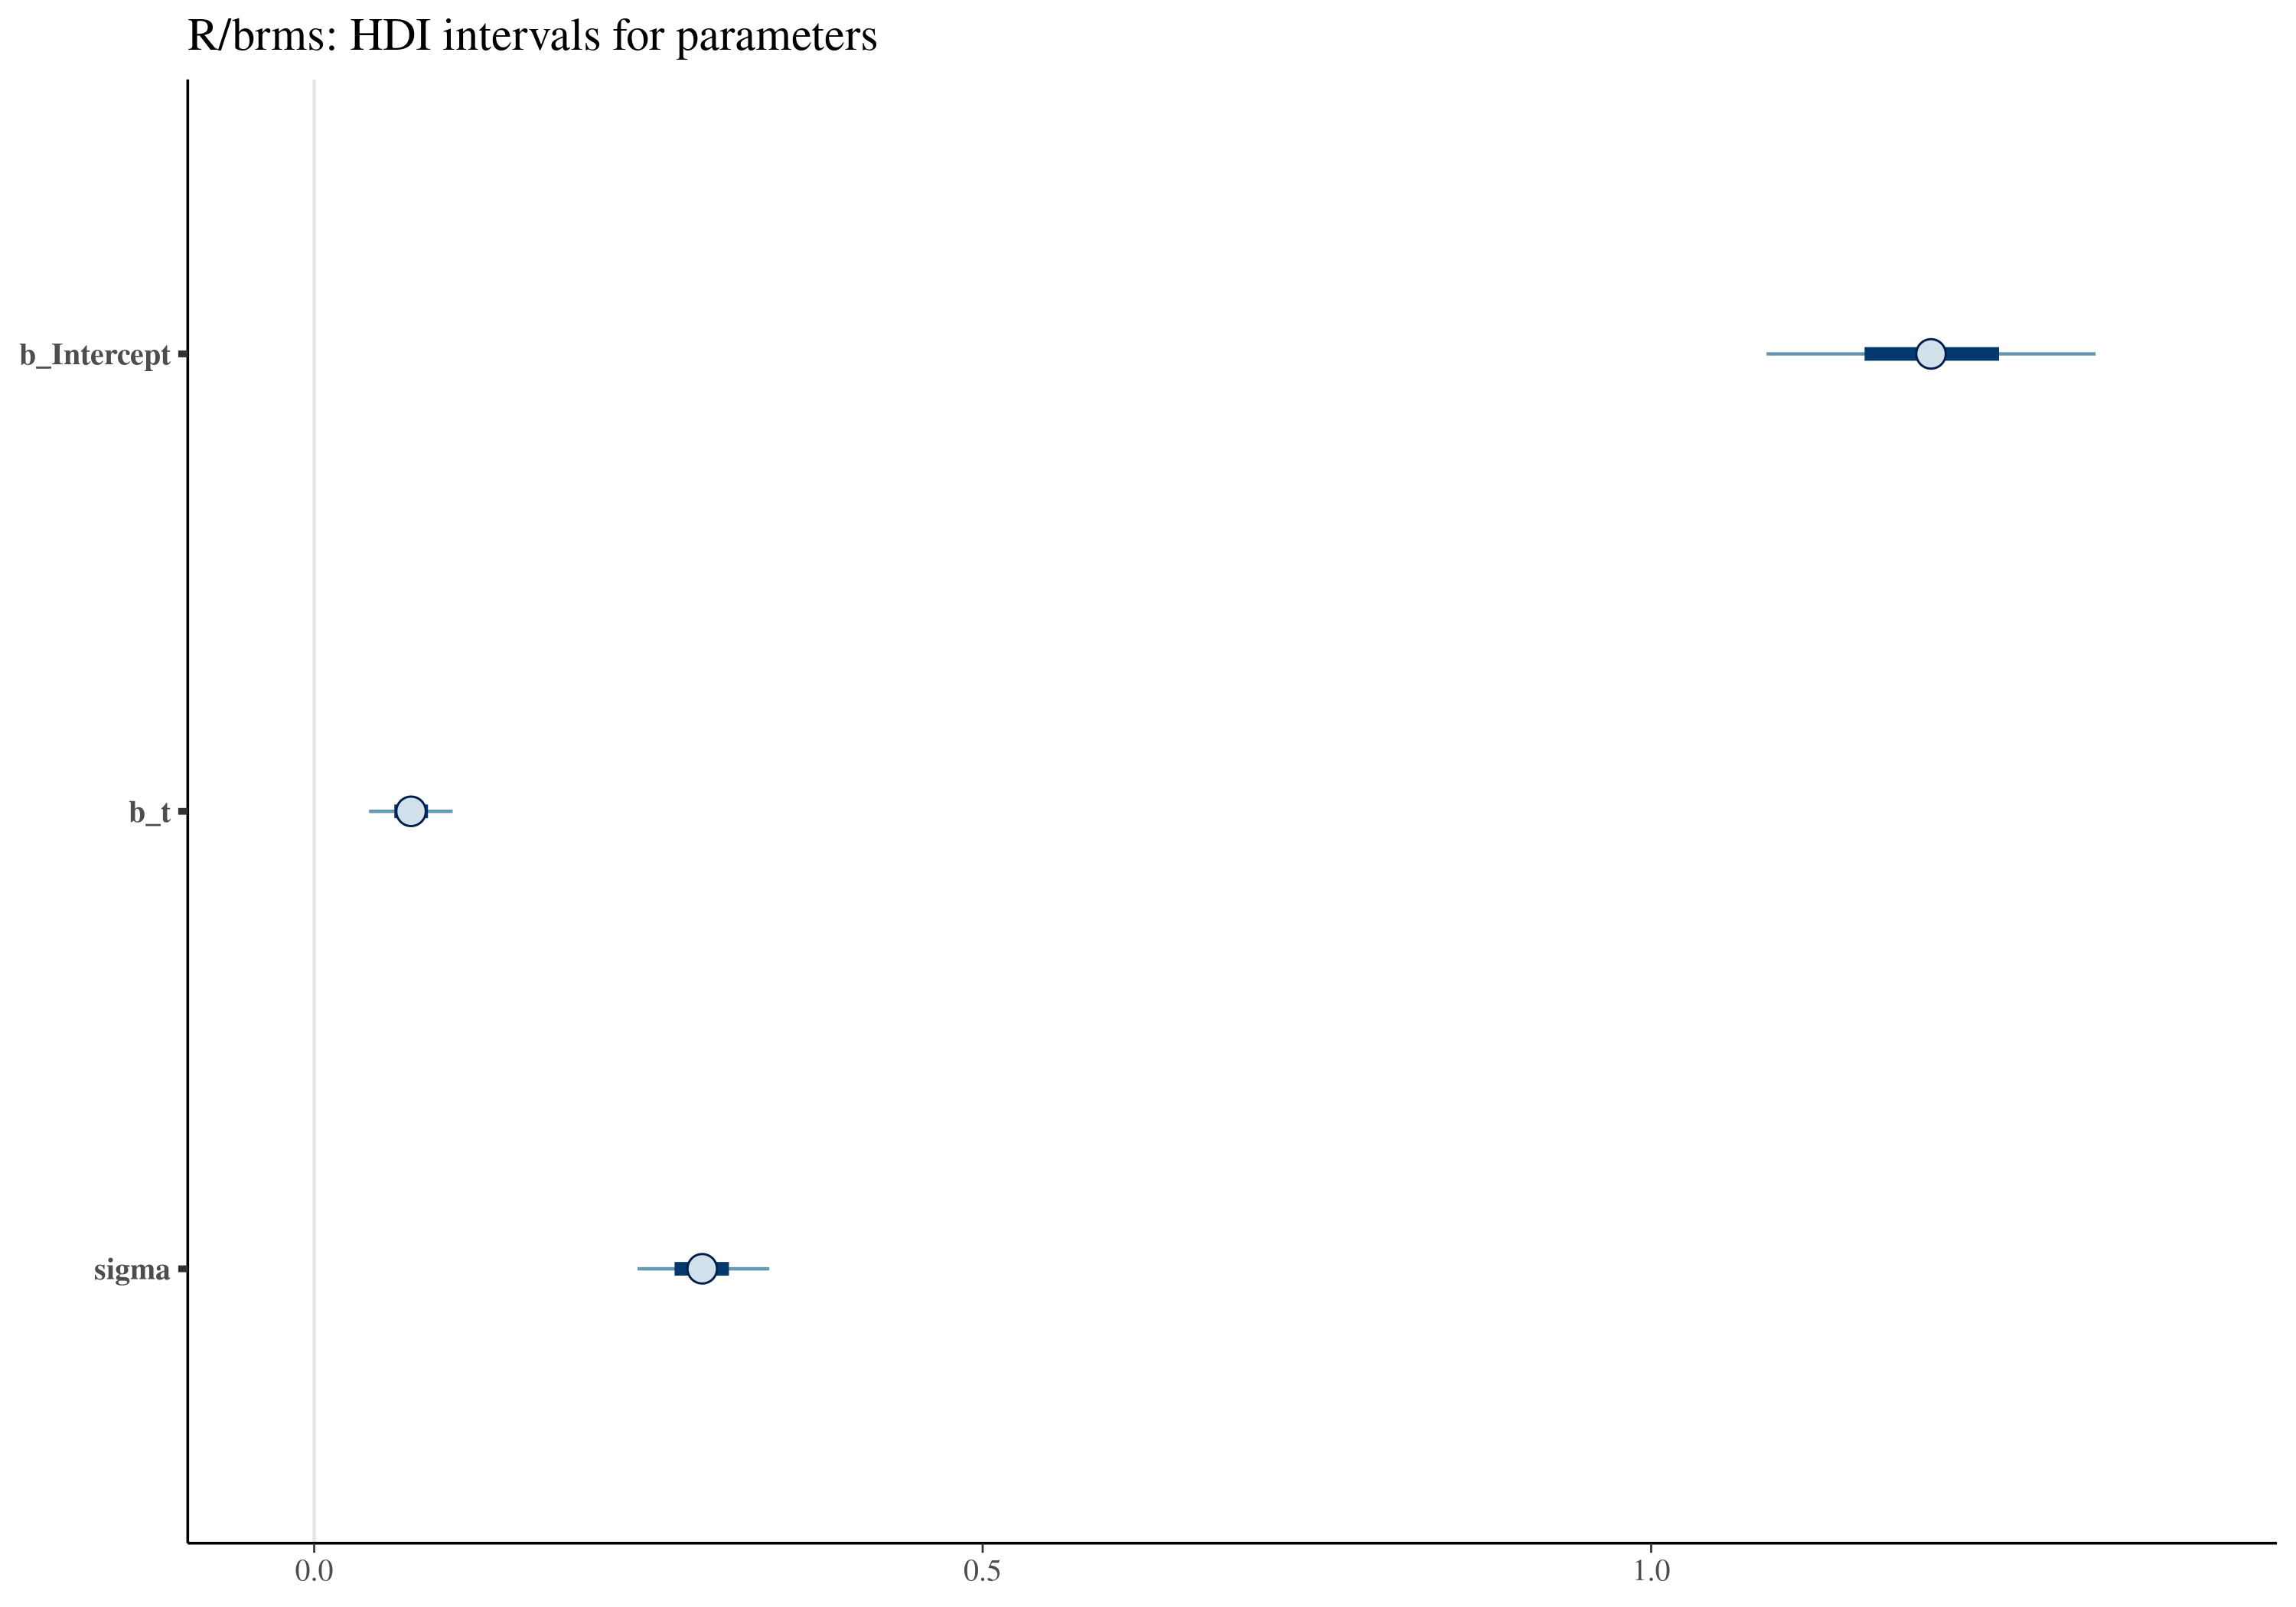 R/brms: HDI intervals for parameters
b_Intercept
b_t
sigma
0.0
0.5
1.0